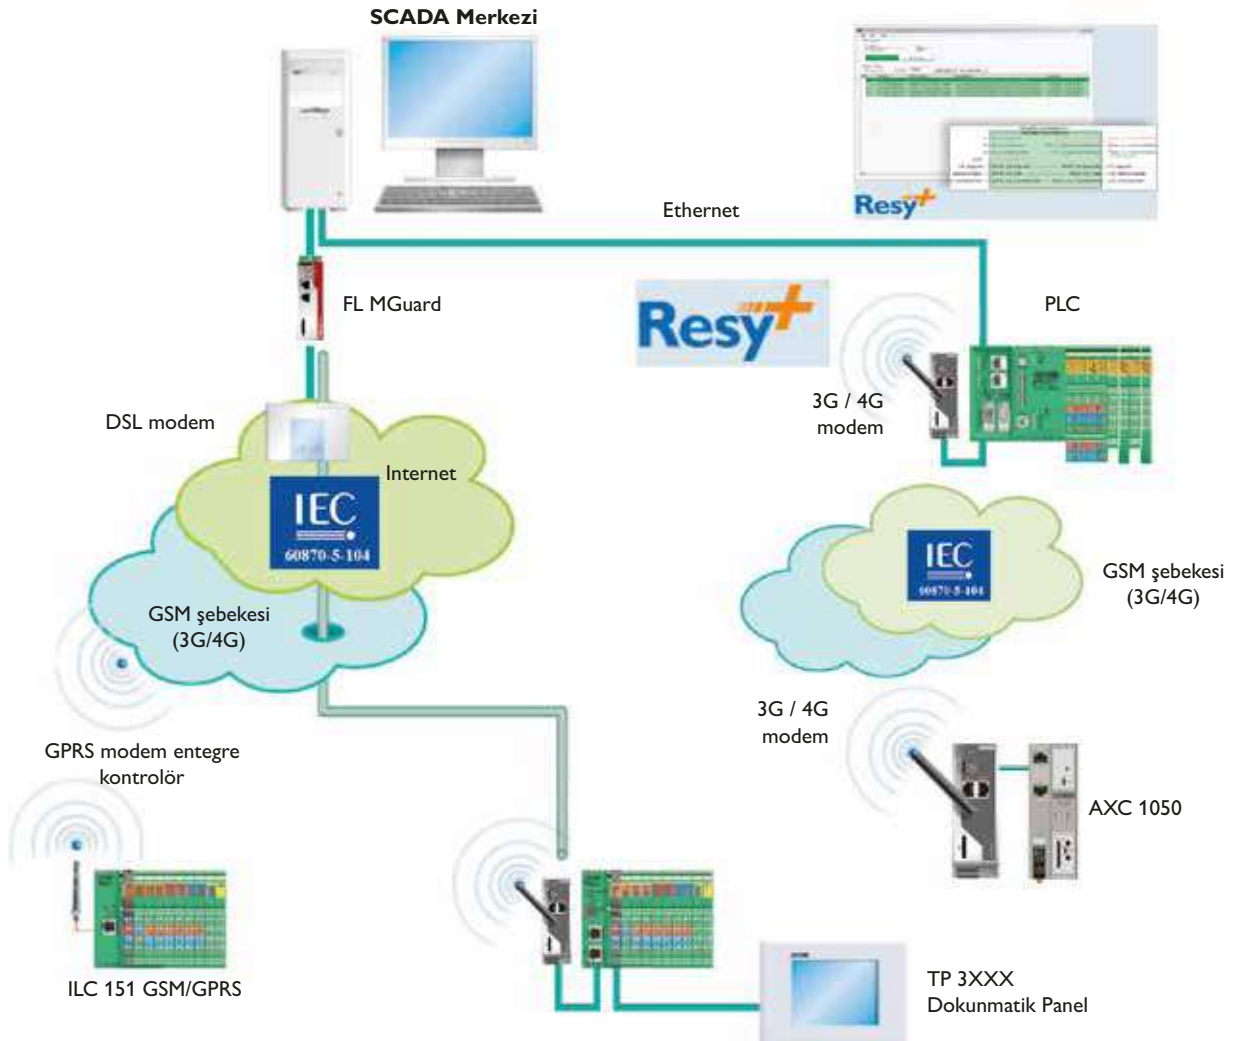 SCADA Merkezi
Resy+
Ethernet
FL MGuard
Resy+
PLC
3G / 4G
modem
DSL modem
Internet
IEC
60870-5-104
IEC
60870-5-104
GSM şebekesi
(3G/4G)
GSM şebekesi
(3G/4G)
3G / 4G
modem
GPRS modem entegre
kontrolör
AXC 1050
ILC 151 GSM/GPRS
TP 3XXX
Dokunmatik Panel